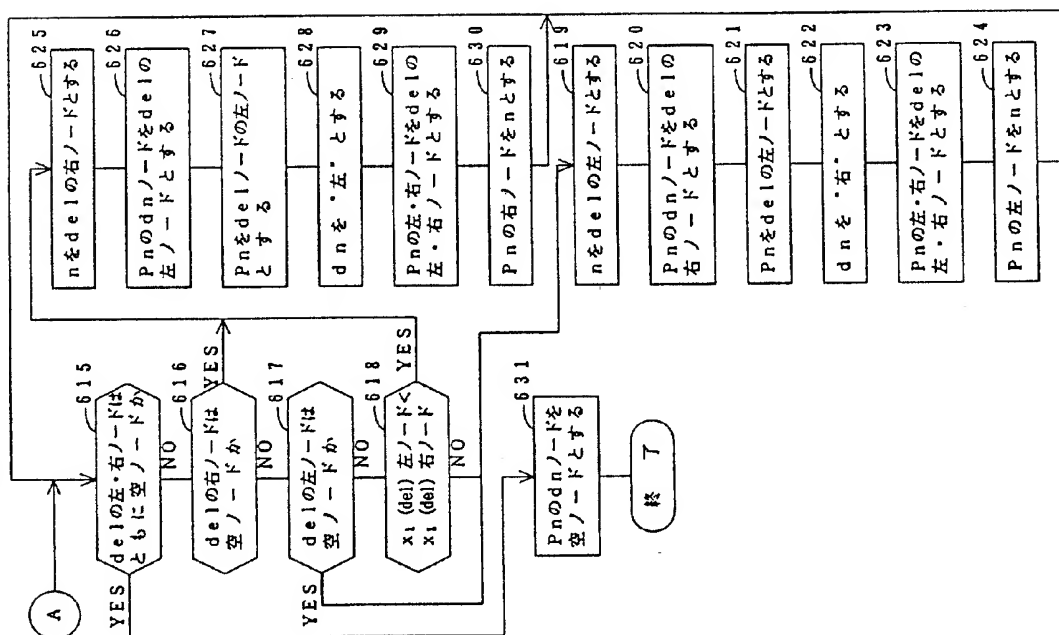 A
615
delの左・右ノードは
ともに空ノードか
YES
NO
616
delの右ノードは
空ノードか
YES
NO
617
delの左ノードは
空ノードか
YES
NO
618
x₁(del)左ノード<
x₁(del)右ノード
YES
NO
625
nをdelの右ノードとする
626
Pnのdnノードをdelの
左ノードとする
627
Pnをdelノードの左ノード
とする
628
dnを"左"とする
629
Pnの左・右ノードをdelの
左・右ノードとする
630
Pnの右ノードをnとする
619
nをdelの左ノードとする
620
Pnのdnノードをdelの
右ノードとする
621
Pnをdelの左ノードとする
622
dnを"右"とする
623
Pnの左・右ノードをdelの
左・右ノードとする
624
Pnの左ノードをnとする
631
Pnのdnノードを
空ノードとする
終了